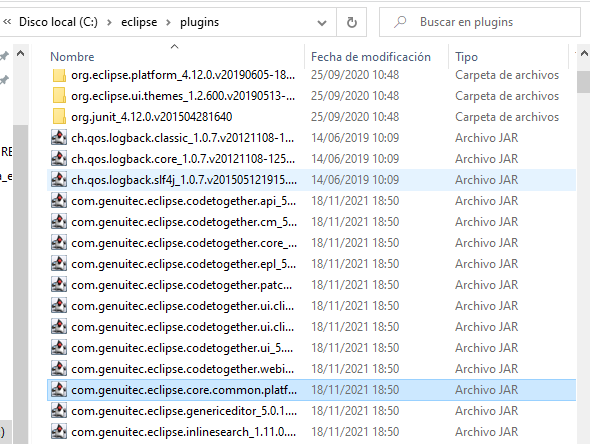 « Disco local (C:) > eclipse > plugins
Buscar en plugins
Nombre Fecha de modificación Tipo
org.eclipse.platform_4.12.0.v20190605-18... 25/09/2020 10:48 Carpeta de archivos
org.eclipse.ui.themes_1.2.600.v20190513-... 25/09/2020 10:48 Carpeta de archivos
org.junit_4.12.0.v201504281640 25/09/2020 10:48 Carpeta de archivos
ch.qos.logback.classic_1.0.7.v20121108-1... 14/06/2019 10:09 Archivo JAR
ch.qos.logback.core_1.0.7.v20121108-125... 14/06/2019 10:09 Archivo JAR
ch.qos.logback.slf4j_1.0.7.v201505121915.... 14/06/2019 10:09 Archivo JAR
com.genuitec.eclipse.codetogether.api_5... 18/11/2021 18:50 Archivo JAR
com.genuitec.eclipse.codetogether.cm_5... 18/11/2021 18:50 Archivo JAR
com.genuitec.eclipse.codetogether.core_... 18/11/2021 18:50 Archivo JAR
com.genuitec.eclipse.codetogether.epl_5... 18/11/2021 18:50 Archivo JAR
com.genuitec.eclipse.codetogether.patc... 18/11/2021 18:50 Archivo JAR
com.genuitec.eclipse.codetogether.ui.cli... 18/11/2021 18:50 Archivo JAR
com.genuitec.eclipse.codetogether.ui.cli... 18/11/2021 18:50 Archivo JAR
com.genuitec.eclipse.codetogether.ui_5.... 18/11/2021 18:50 Archivo JAR
com.genuitec.eclipse.codetogether.webi... 18/11/2021 18:50 Archivo JAR
com.genuitec.eclipse.core.common.platf... 18/11/2021 18:50 Archivo JAR
com.genuitec.eclipse.genericeditor_5.0.1.... 18/11/2021 18:50 Archivo JAR
com.genuitec.eclipse.inlinesearch_1.11.0.... 18/11/2021 18:50 Archivo JAR